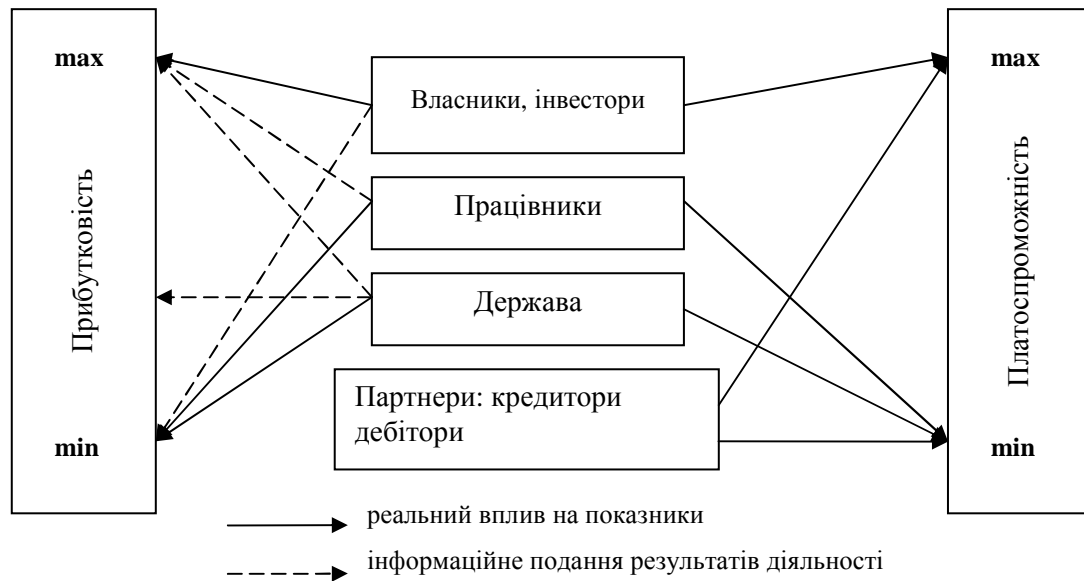 max
max
Власники, інвестори
Прибутковість
Працівники
Платоспроможність
Держава
Партнери: кредитори
дебітори
min
min
реальний вплив на показники
інформаційне подання результатів діяльності